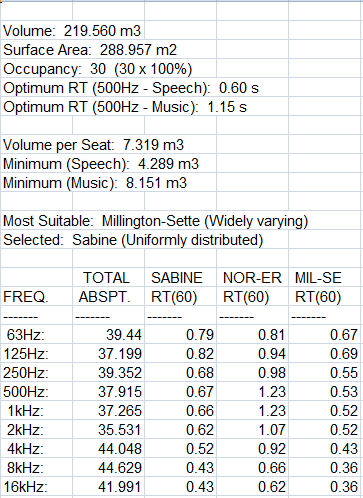 Volume: 219.560 m3
Surface Area: 288.957 m2
Occupancy: 30 (30 x 100%)
Optimum RT (500Hz - Speech): 0.60 s
Optimum RT (500Hz - Music): 1.15 s
Volume per Seat: 7.319 m3
Minimum (Speech): 4.289 m3
Minimum (Music): 8.151 m3
Most Suitable: Millington-Sette (Widely varying)
Selected: Sabine (Uniformly distributed)
TOTAL SABINE NOR-ER MIL-SE
FREQ. ABSPT. RT(60) RT(60) RT(60)
------- ------- ------- ------- -------
63Hz: 39.44 0.79 0.81 0.67
125Hz: 37.199 0.82 0.94 0.69
250Hz: 39.352 0.68 0.98 0.55
500Hz: 37.915 0.67 1.23 0.53
1kHz: 37.265 0.66 1.23 0.52
2kHz: 35.531 0.62 1.07 0.52
4kHz: 44.048 0.52 0.92 0.43
8kHz: 44.629 0.43 0.66 0.36
16kHz: 41.991 0.43 0.62 0.36